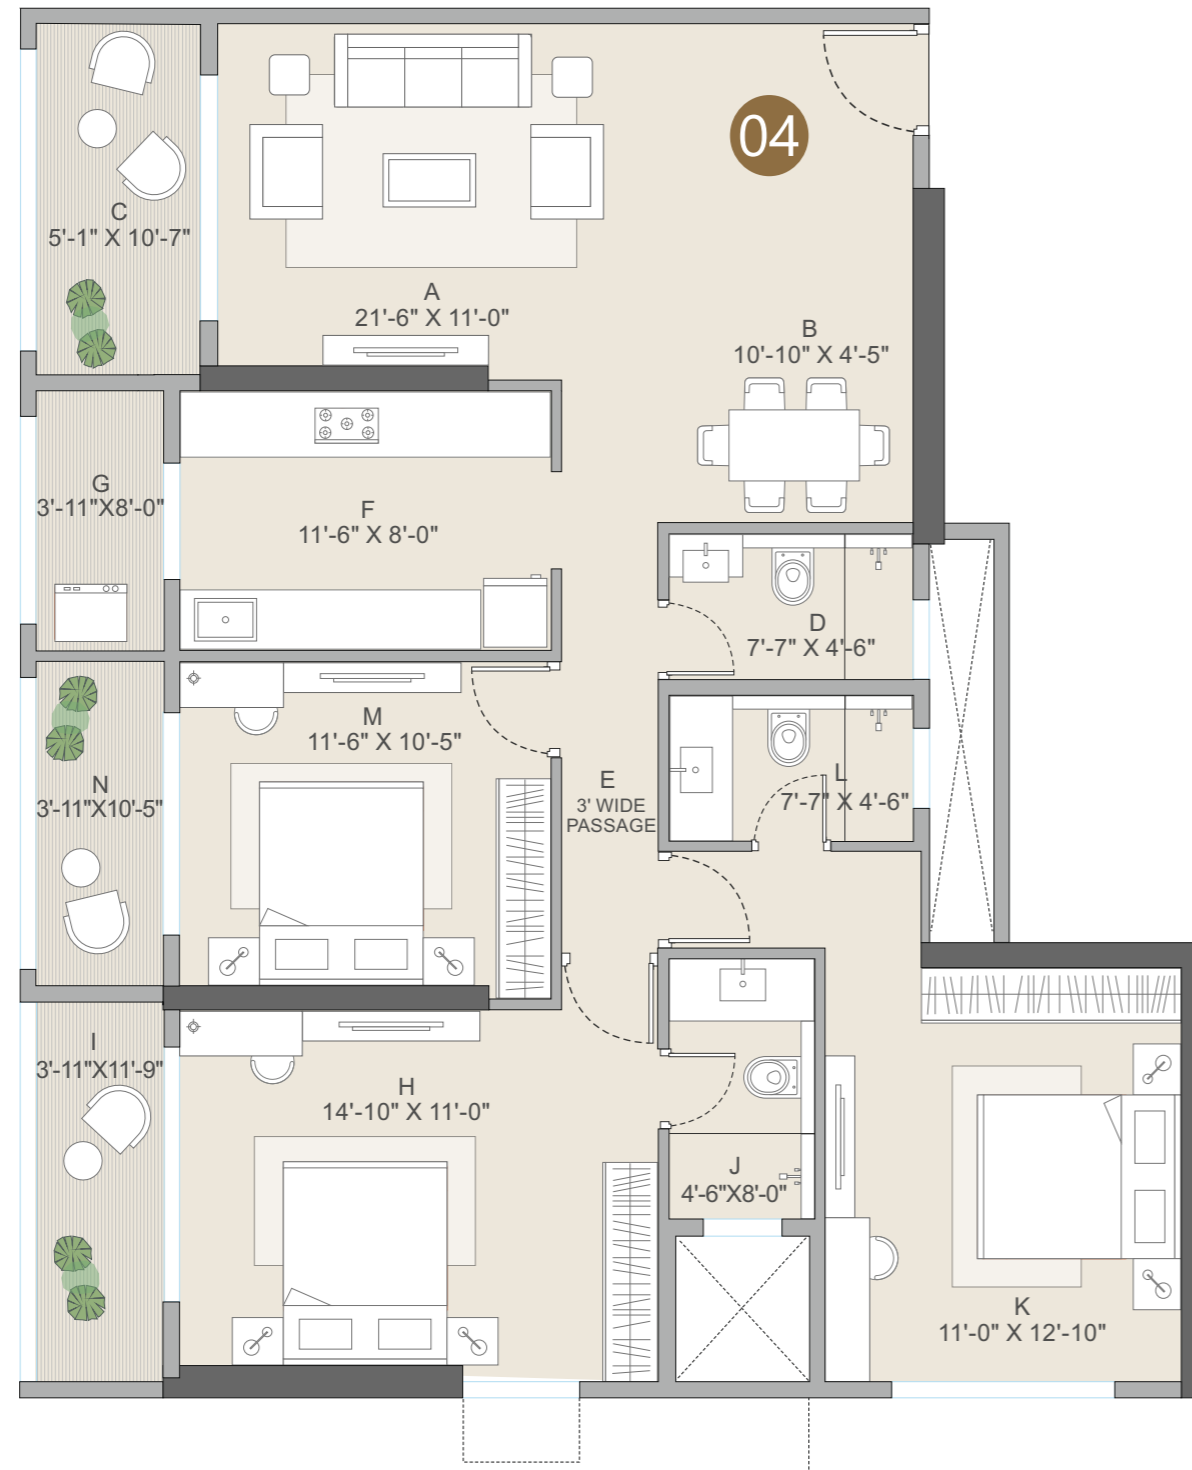 04
C
5'-1" X 10'-7"
A
21'-6" X 11'-0"
B
10'-10" X 4'-5"
G
3'-11"X8'-0"
F
11'-6" X 8'-0"
D
7'-7" X 4'-6"
M
11'-6" X 10'-5"
N
3'-11"X10'-5"
E
3' WIDE
PASSAGE
L
7'-7" X 4'-6"
I
3'-11"X11'-9"
H
14'-10" X 11'-0"
J
4'-6"X8'-0"
K
11'-0" X 12'-10"